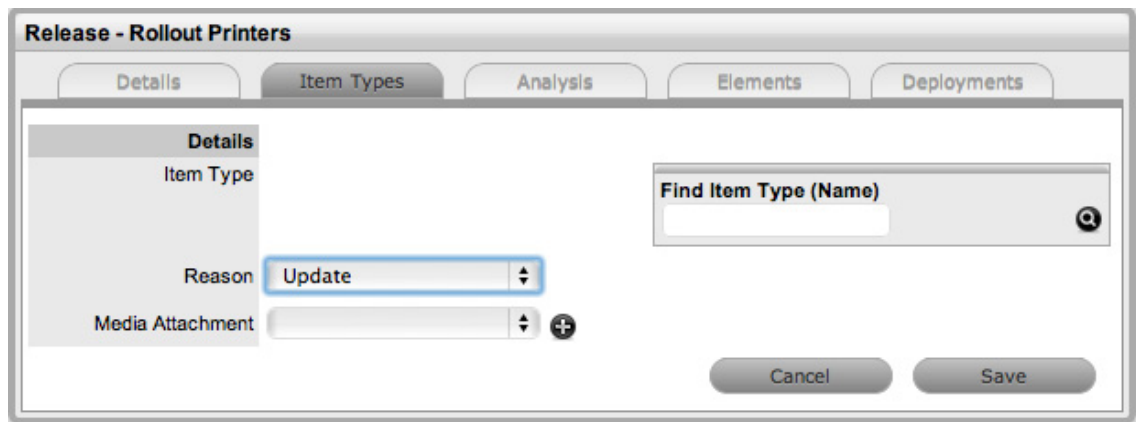 Release - Rollout Printers
Details Item Types Analysis Elements Deployments
Details
Item Type
Find Item Type (Name)
Reason Update
Media Attachment
Cancel Save